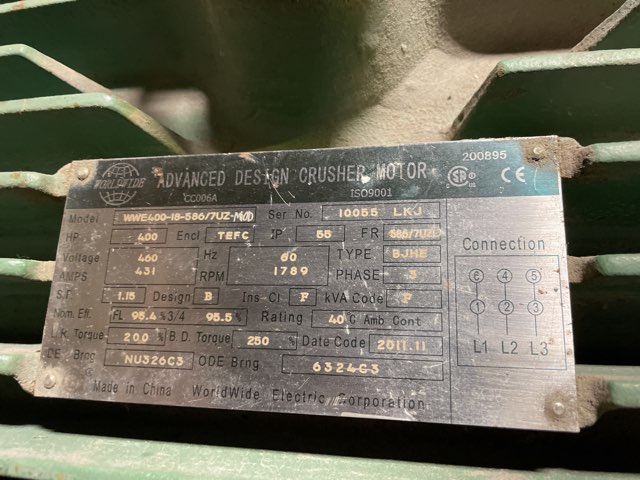 200895
WORLDWIDE ADVANCED DESIGN CRUSHER MOTOR
CC006A ISO9001 CE
Model WWE400-18-586/7UZ- Ser No. 10055 LKJ
HP 400 Encl TEFC IP 55 FR 586/7UZ
Voltage 460 Hz 60 TYPE BJHE
AMPS 431 RPM 1789 PHASE 3
S.F. 1.15 Design B Ins Cl F kVA Code F
Nom. Eff. FL 95.4% 3/4 95.5% Rating 40 C Amb Cont
R. Torque 200% B.D. Torque 250% Date Code 2011.11
DE Brng NU326C3 ODE Brng 6324C3
Made in China WorldWide Electric Corporation
Connection
6 4 5
1 2 3
L1 L2 L3